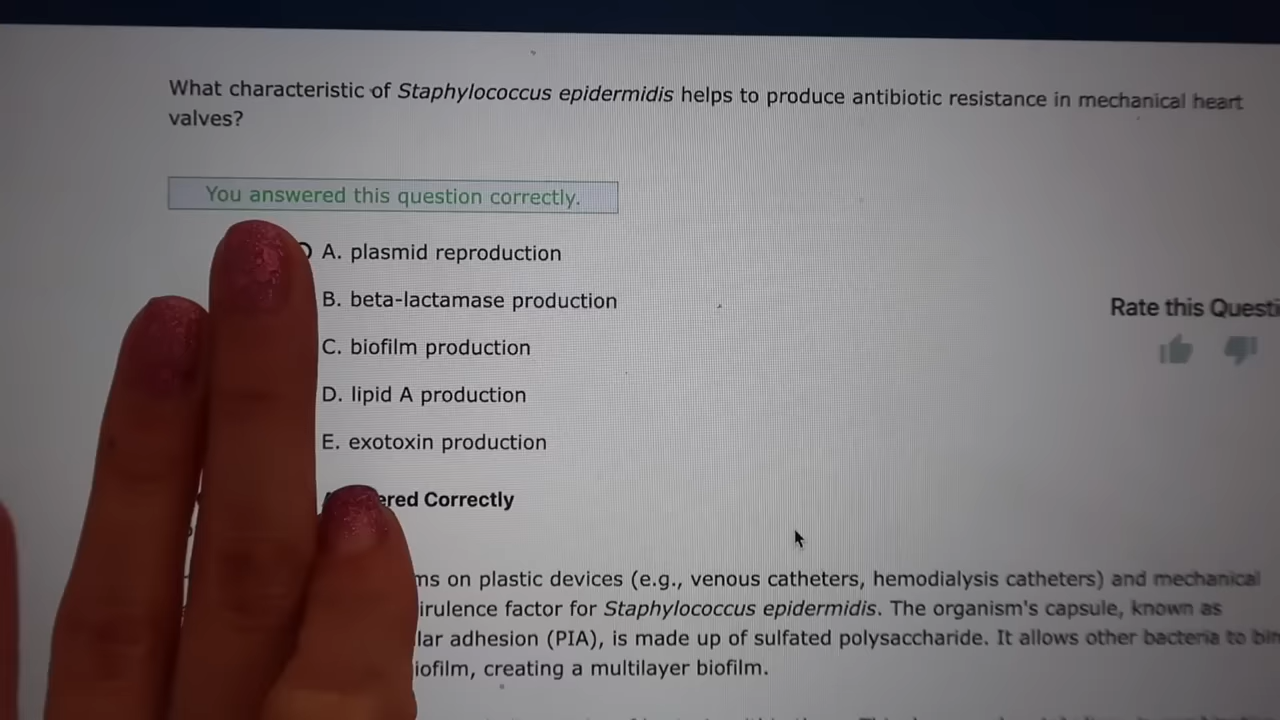 What characteristic of Staphylococcus epidermidis helps to produce antibiotic resistance in mechanical heart
valves?
You answered this question correctly.
A. plasmid reproduction
B. beta-lactamase production
Rate this Questi
C. biofilm production
D. lipid A production
E. exotoxin production
ered Correctly
ms on plastic devices (e.g., venous catheters, hemodialysis catheters) and mechanical
irulence factor for Staphylococcus epidermidis. The organism's capsule, known as
lar adhesion (PIA), is made up of sulfated polysaccharide. It allows other bacteria to bin
iofilm, creating a multilayer biofilm.